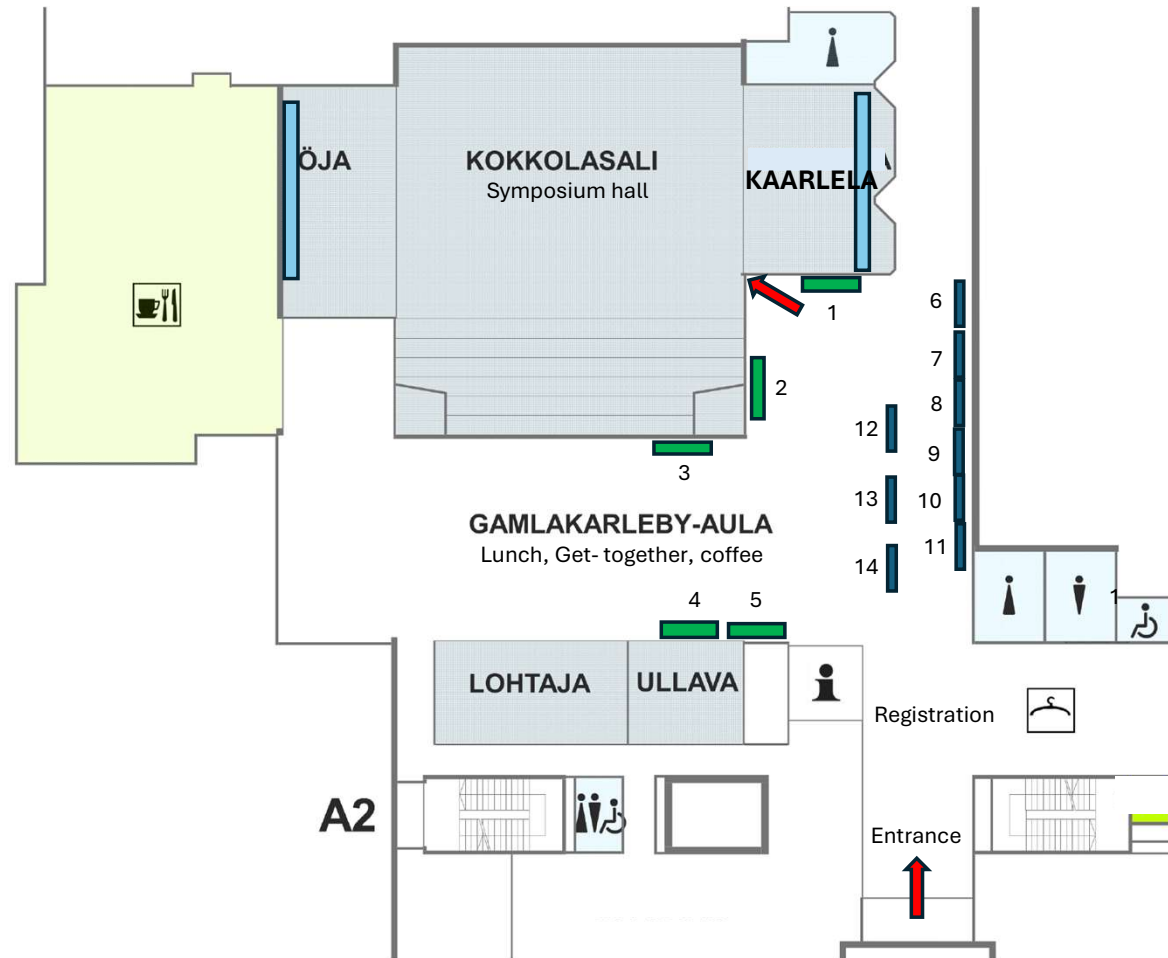 ÖJA
KOKKOLASALI
Symposium hall
A
KAARLELA
1
2
3
6
7
8
9
10
11
12
13
14
GAMLAKARLEBY-AULA
Lunch, Get- together, coffee
4
5
1
LOHTAJA
ULLAVA
i
Registration
A2
Entrance